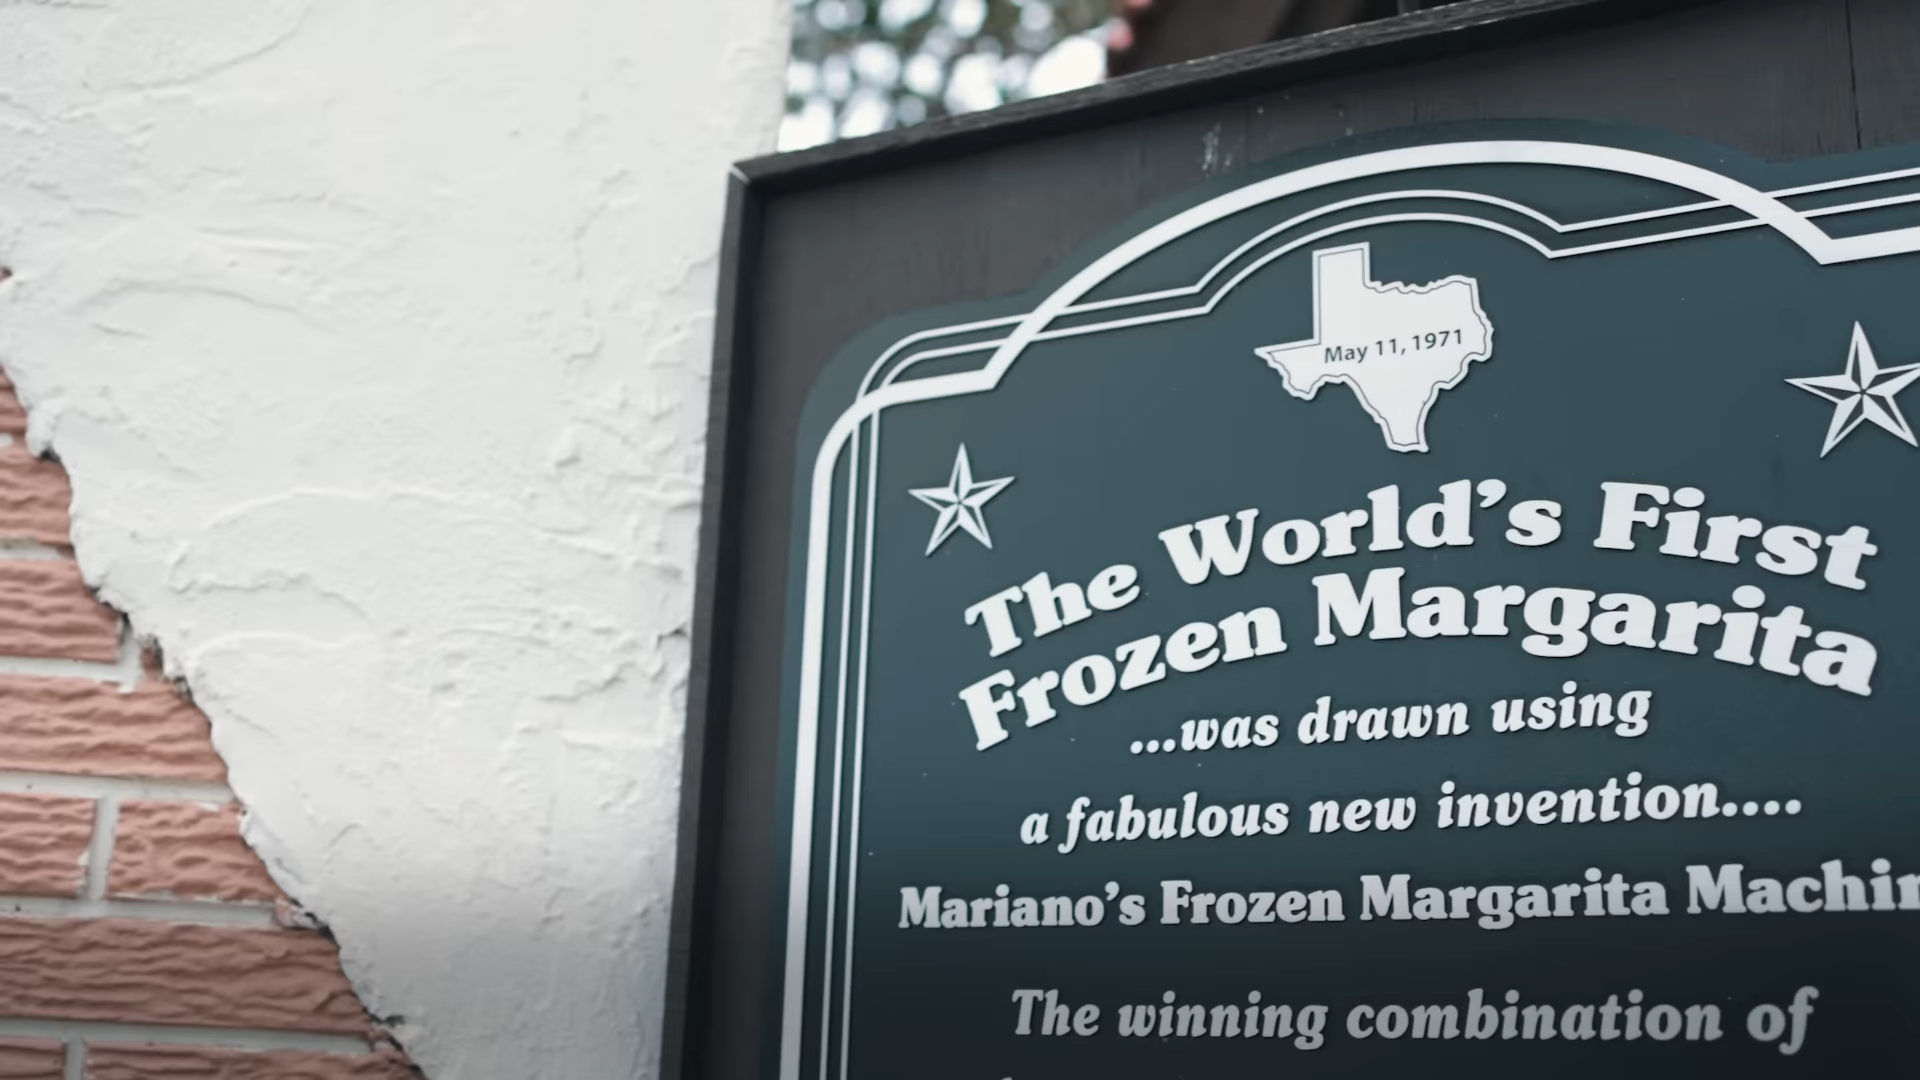 May 11, 1971
The World's First
Frozen Margarita
...was drawn using
a fabulous new invention....
Mariano's Frozen Margarita Machin
The winning combination of